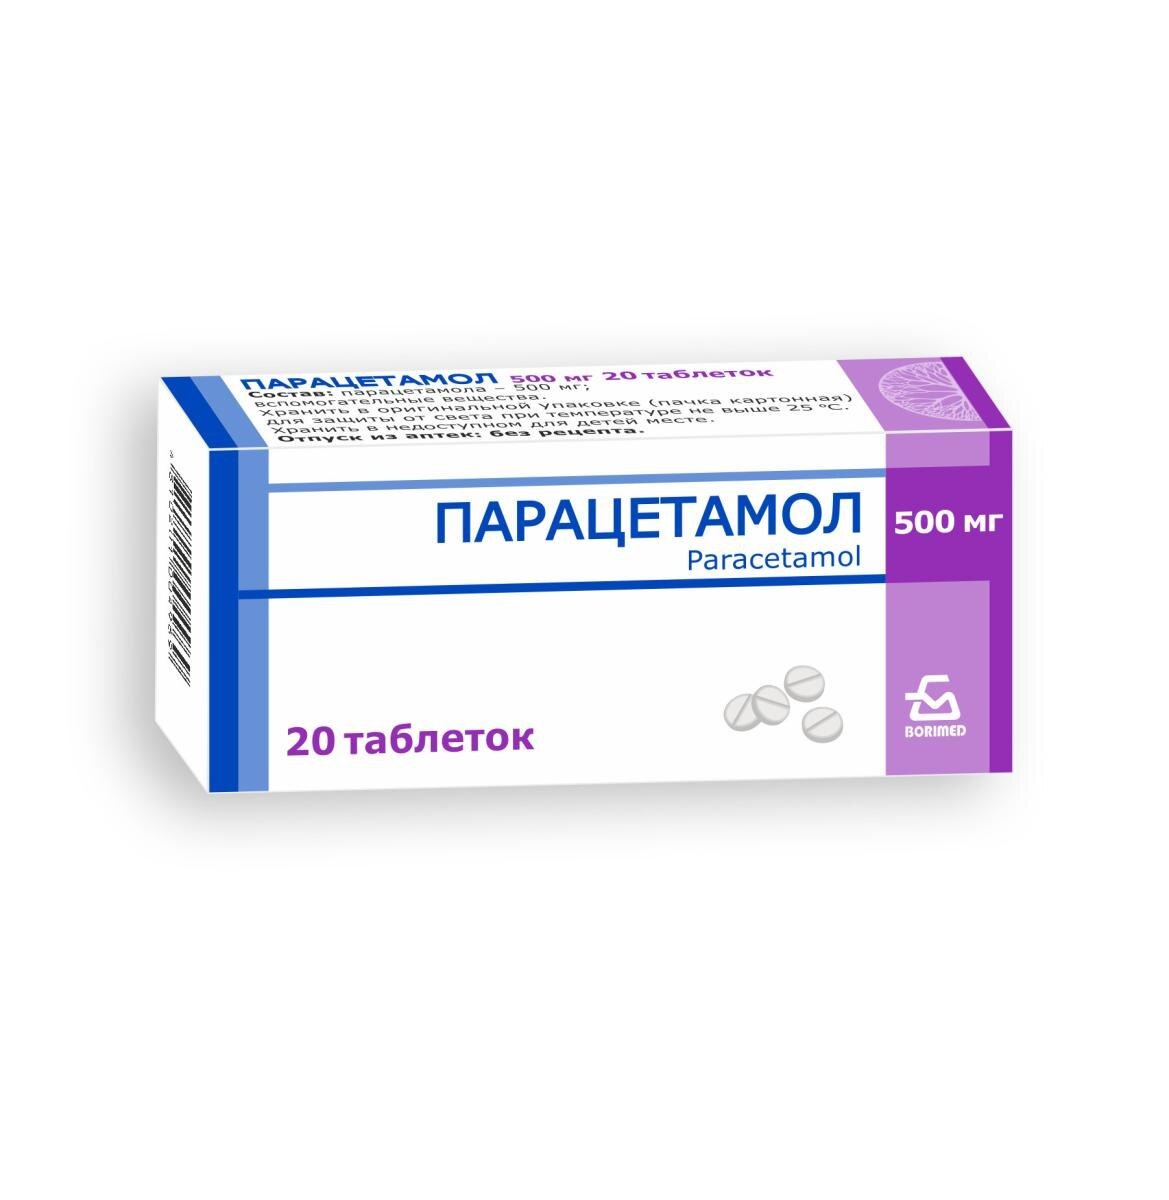 ПАРАЦЕТАМОЛ 500 мг 20 таблеток
Состав: парацетамола – 500 мг;
вспомогательные вещества.
Хранить в оригинальной упаковке (пачка картонная)
для защиты от света при температуре не выше 25 °С.
Хранить в недоступном для детей месте.
Отпуск из аптек: без рецепта.
ПАРАЦЕТАМОЛ
500 мг
Paracetamol
20 таблеток
BORIMED